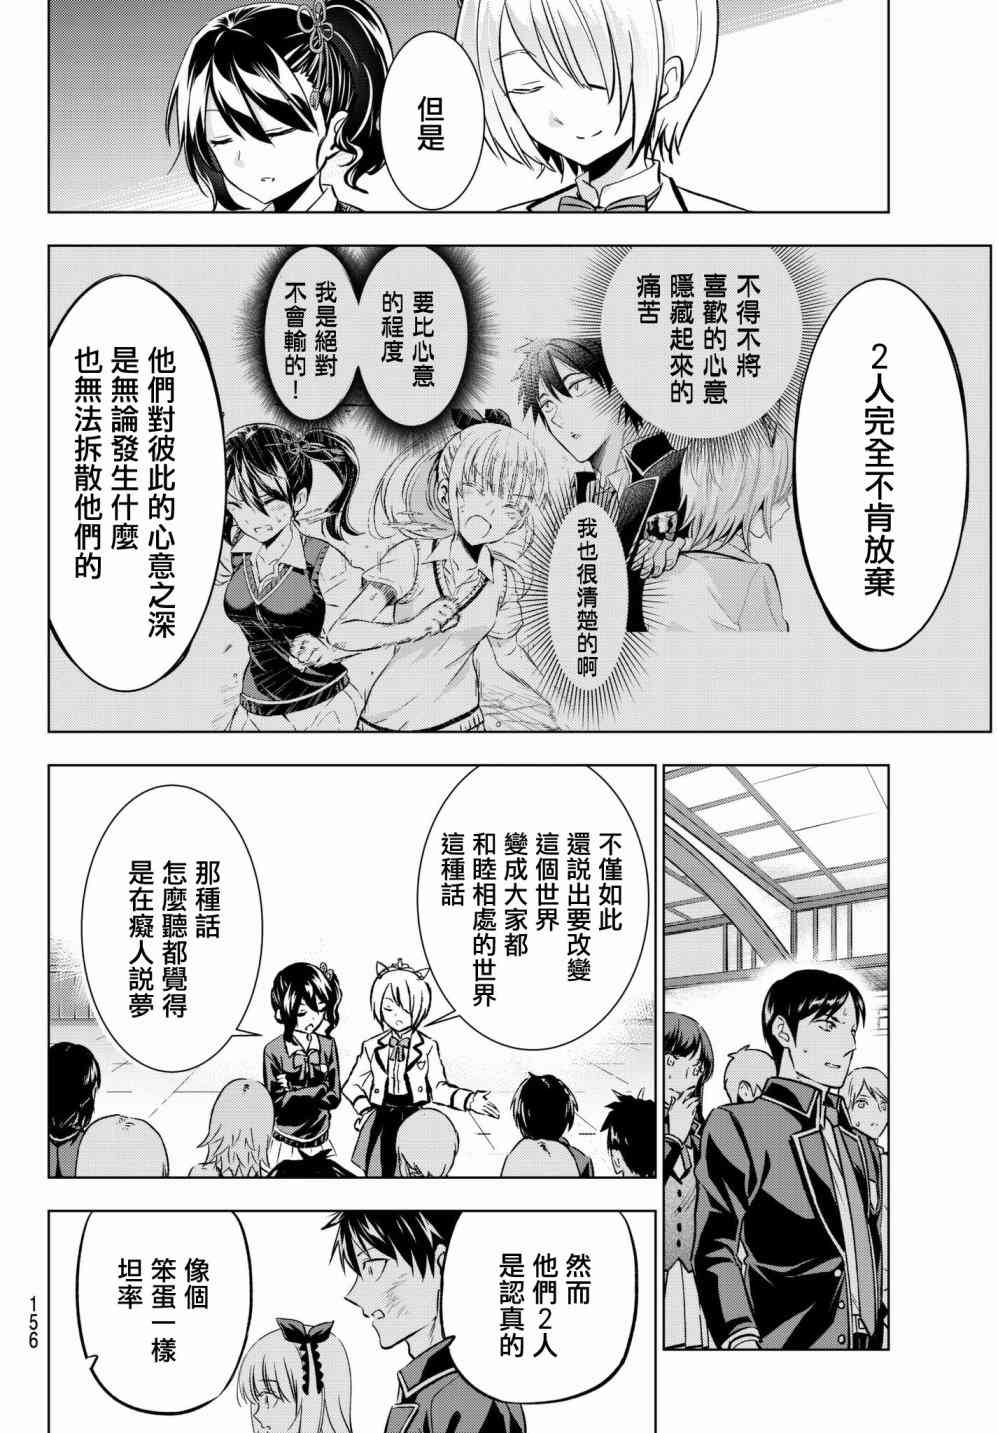 但是
2人完全不肯放棄
不得不將
喜歡的心意
隱藏起來的
痛苦
我也很清楚的啊
要比心意
的程度
我是絕對
不會輸的！
他們對彼此的心意之深
是無論發生什麼
也無法拆散他們的
不僅如此
還説出要改變
這個世界
變成大家都
和睦相處的世界
這種話
那種話
怎麼聽都覺得
是在癡人説夢
然而
他們2人
是認真的
像個
笨蛋一樣
坦率
156